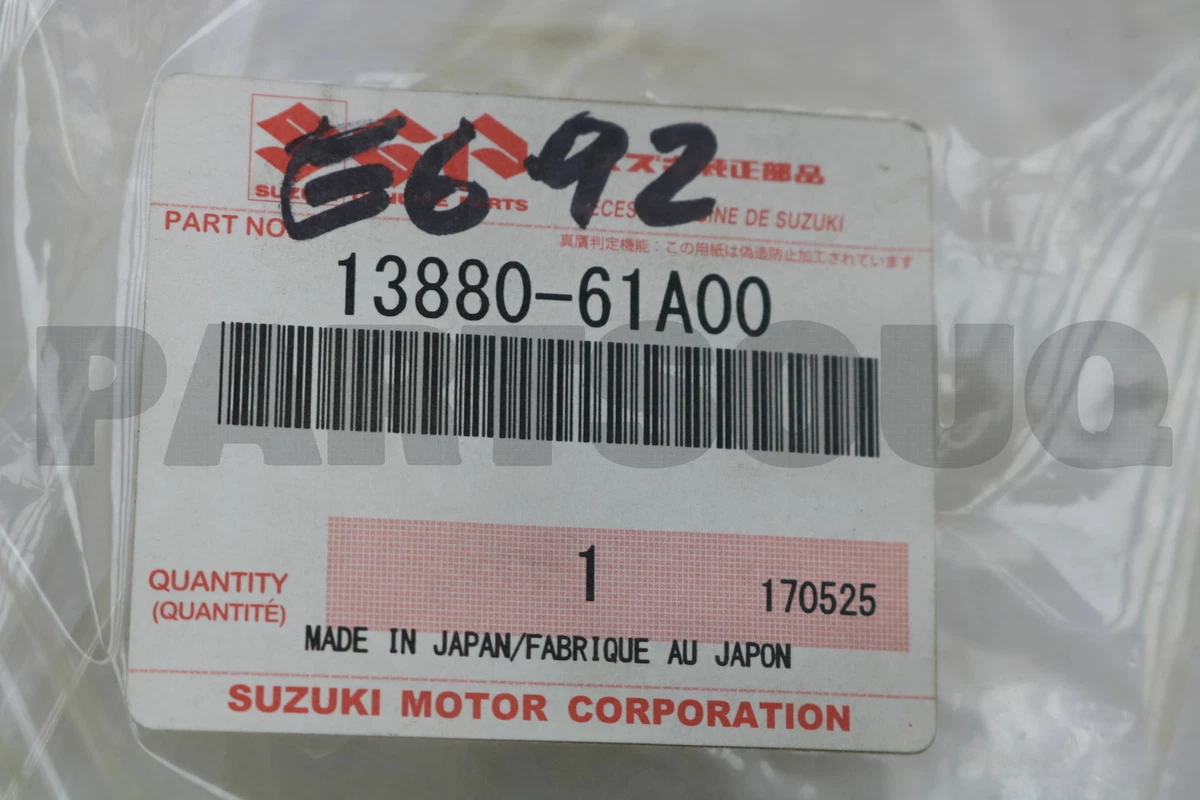 E692
SUZUKI GENUINE PARTS
スズキ純正部品
PIECES D'ORIGINE DE SUZUKI
PART NO.
真贋判定機能：この用紙は偽造防止加工されています
13880-61A00
PARTSOUQ
1
170525
QUANTITY
(QUANTITÉ)
MADE IN JAPAN/FABRIQUE AU JAPON
SUZUKI MOTOR CORPORATION